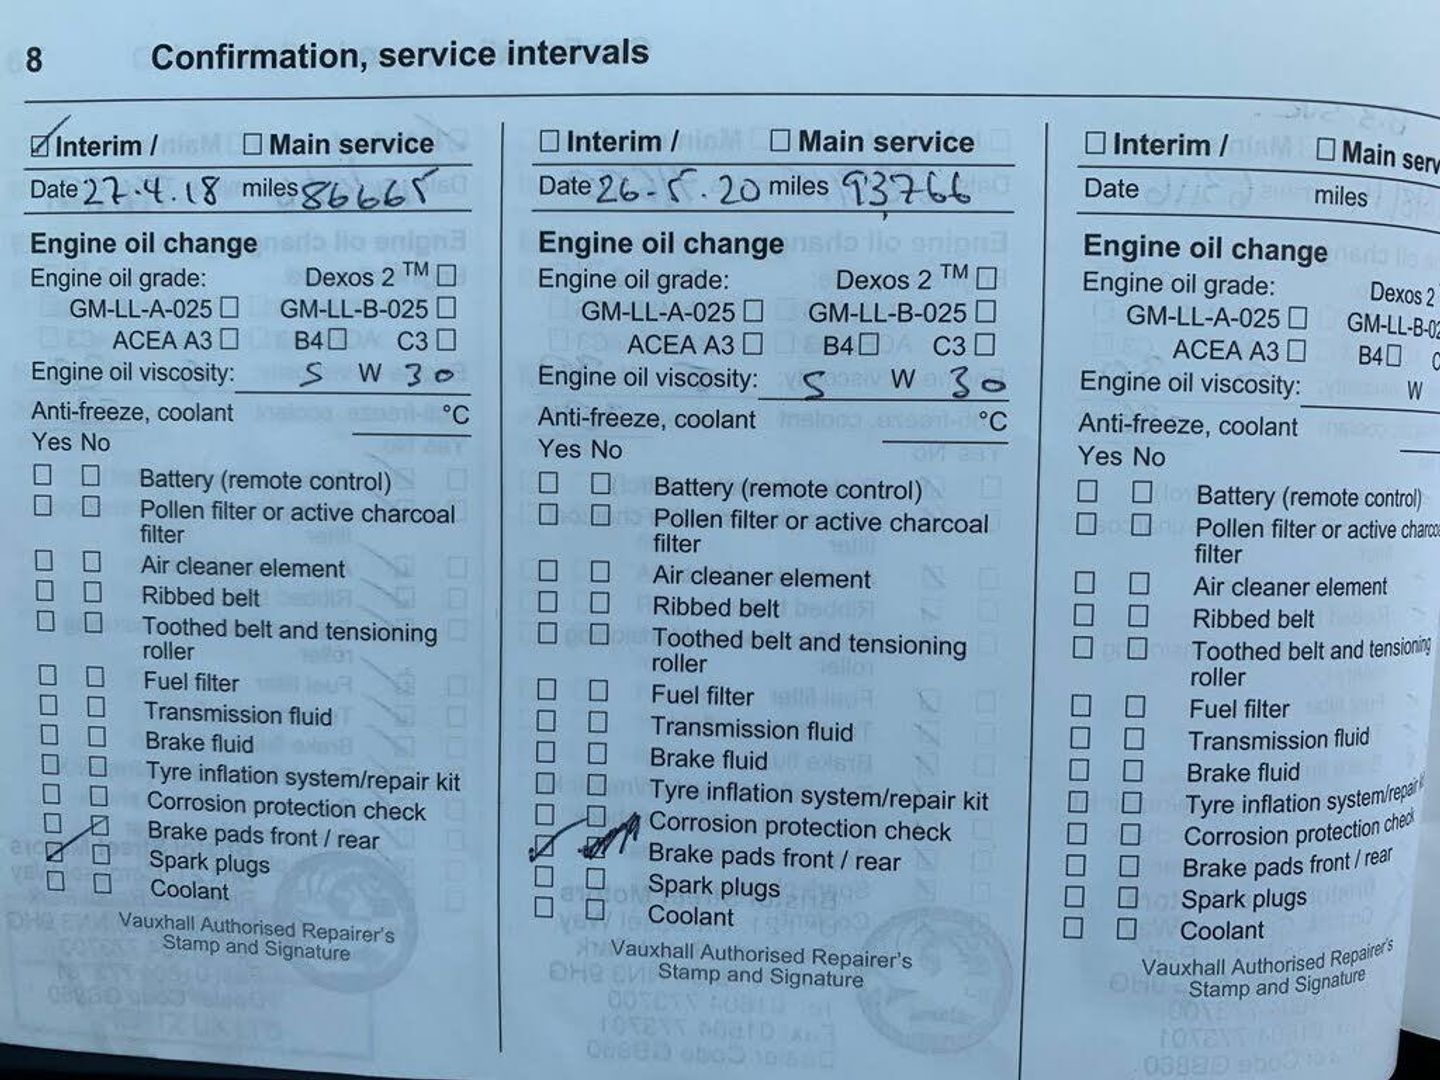 8 Confirmation, service intervals
Interim / Main service
Date 27.4.18 miles 86665
Engine oil change
Engine oil grade: Dexos 2 TM
GM-LL-A-025 GM-LL-B-025
ACEA A3 B4 C3
Engine oil viscosity: 5 W 30
Anti-freeze, coolant °C
Yes No
Battery (remote control)
Pollen filter or active charcoal
filter
Air cleaner element
Ribbed belt
Toothed belt and tensioning
roller
Fuel filter
Transmission fluid
Brake fluid
Tyre inflation system/repair kit
Corrosion protection check
Brake pads front / rear
Spark plugs
Coolant
Vauxhall Authorised Repairer's
Stamp and Signature
Interim / Main service
Date 26.5.20 miles 93766
Engine oil change
Engine oil grade: Dexos 2 TM
GM-LL-A-025 GM-LL-B-025
ACEA A3 B4 C3
Engine oil viscosity: 5 W 30
Anti-freeze, coolant °C
Yes No
Battery (remote control)
Pollen filter or active charcoal
filter
Air cleaner element
Ribbed belt
Toothed belt and tensioning
roller
Fuel filter
Transmission fluid
Brake fluid
Tyre inflation system/repair kit
Corrosion protection check
Brake pads front / rear
Spark plugs
Coolant
Vauxhall Authorised Repairer's
Stamp and Signature
Interim / Main serv
Date miles
Engine oil change
Engine oil grade: Dexos 2
GM-LL-A-025 GM-LL-B-02
ACEA A3 B4 C
Engine oil viscosity: W
Anti-freeze, coolant
Yes No
Battery (remote control)
Pollen filter or active charco
filter
Air cleaner element
Ribbed belt
Toothed belt and tensioning
roller
Fuel filter
Transmission fluid
Brake fluid
Tyre inflation system/repair k
Corrosion protection check
Brake pads front / rear
Spark plugs
Coolant
Vauxhall Authorised Repairer's
Stamp and Signature